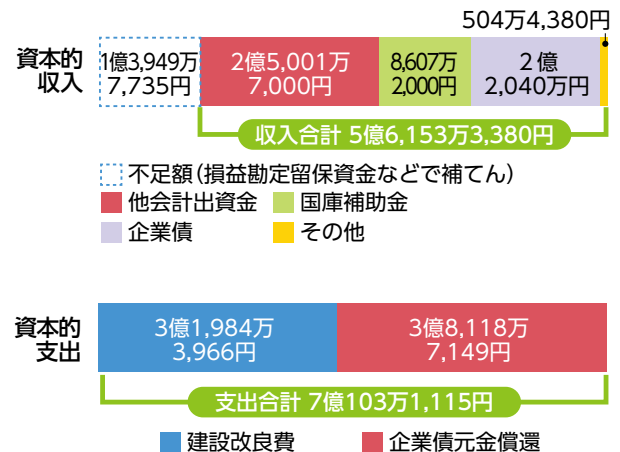 504万4,380円
資本的
収入
1億3,949万
7,735円
2億5,001万
7,000円
8,607万
2,000円
2億
2,040万円
収入合計 5億6,153万3,380円
不足額(損益勘定留保資金などで補てん)
他会計出資金 国庫補助金
企業債 その他
資本的
支出
3億1,984万
3,966円
3億8,118万
7,149円
支出合計 7億103万1,115円
建設改良費 企業債元金償還